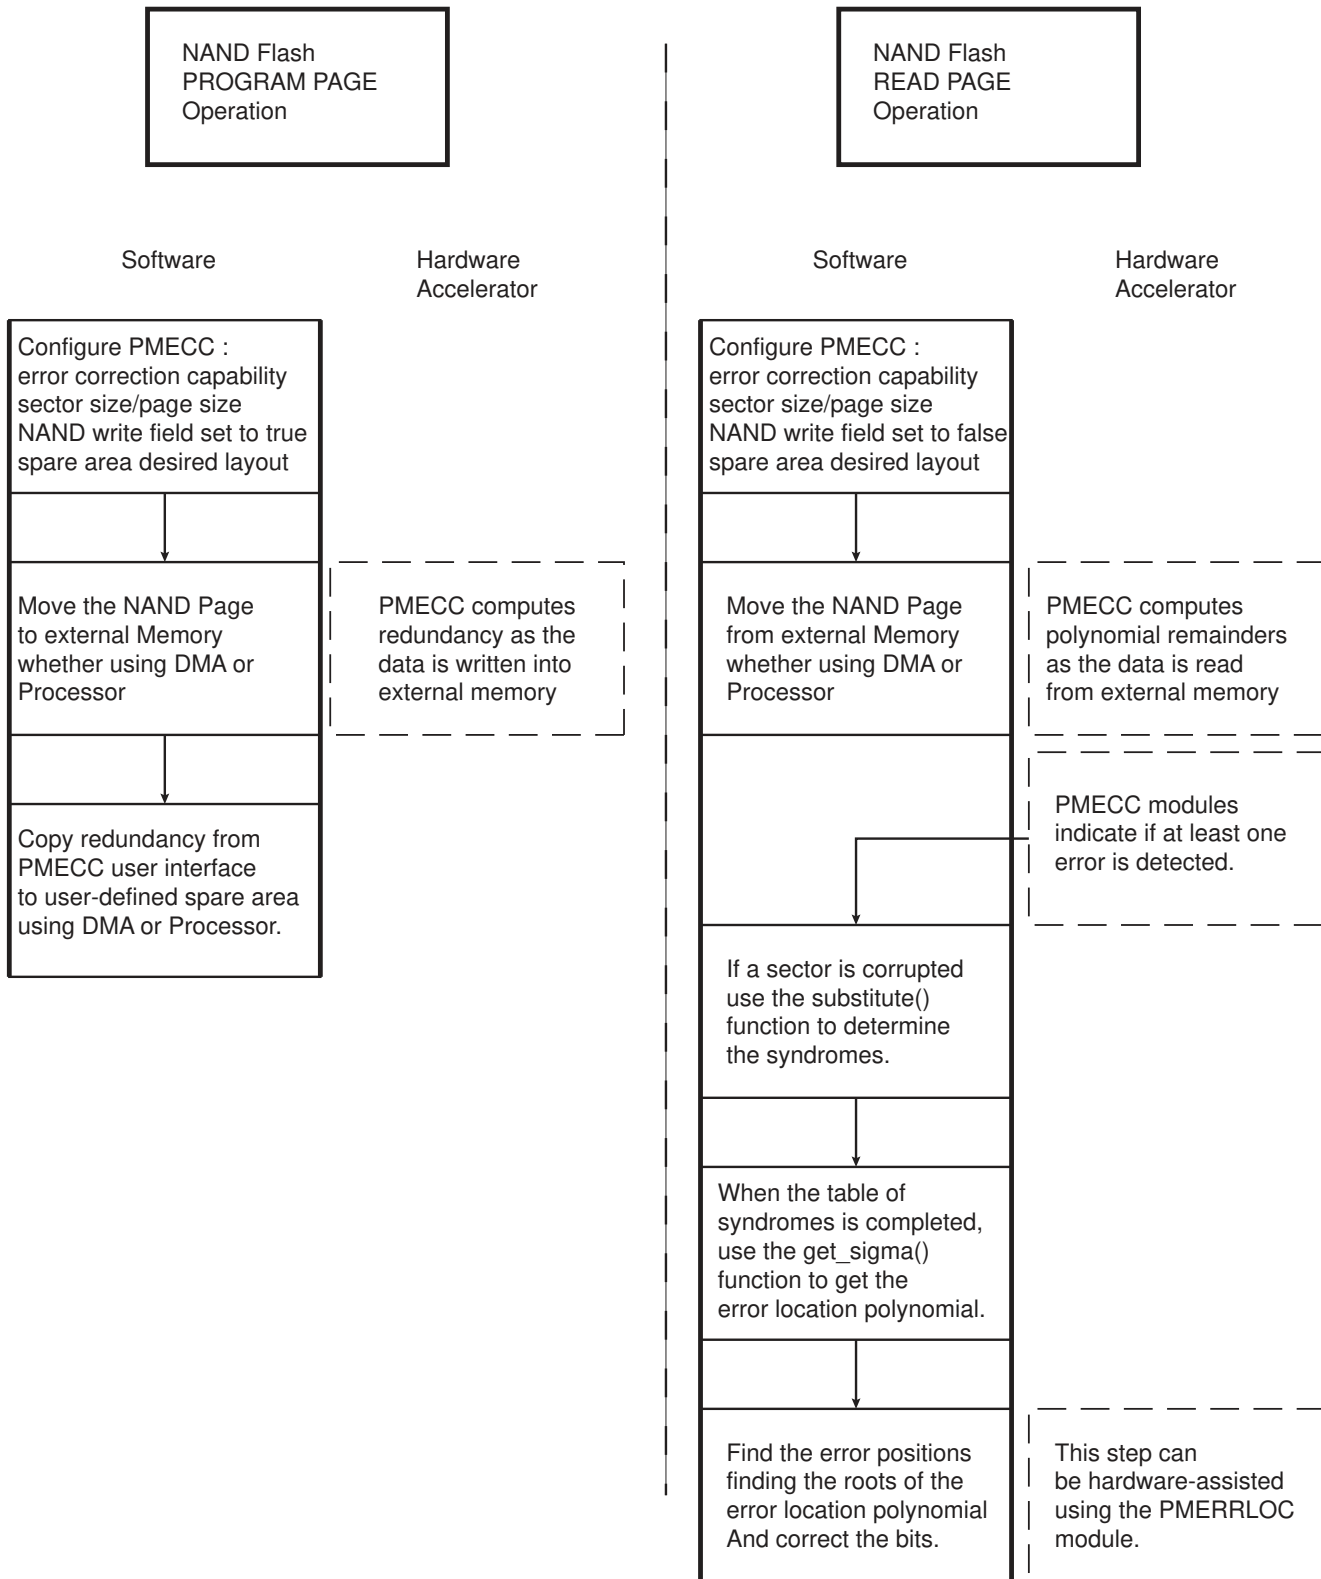 NAND Flash
PROGRAM PAGE
Operation
Software
Hardware
Accelerator
Configure PMECC :
error correction capability
sector size/page size
NAND write field set to true
spare area desired layout
Move the NAND Page
to external Memory
whether using DMA or
Processor
PMECC computes
redundancy as the
data is written into
external memory
Copy redundancy from
PMECC user interface
to user-defined spare area
using DMA or Processor.
NAND Flash
READ PAGE
Operation
Software
Hardware
Accelerator
Configure PMECC :
error correction capability
sector size/page size
NAND write field set to false
spare area desired layout
Move the NAND Page
from external Memory
whether using DMA or
Processor
PMECC computes
polynomial remainders
as the data is read
from external memory
PMECC modules
indicate if at least one
error is detected.
If a sector is corrupted
use the substitute()
function to determine
the syndromes.
When the table of
syndromes is completed,
use the get_sigma()
function to get the
error location polynomial.
Find the error positions
finding the roots of the
error location polynomial
And correct the bits.
This step can
be hardware-assisted
using the PMERRLOC
module.